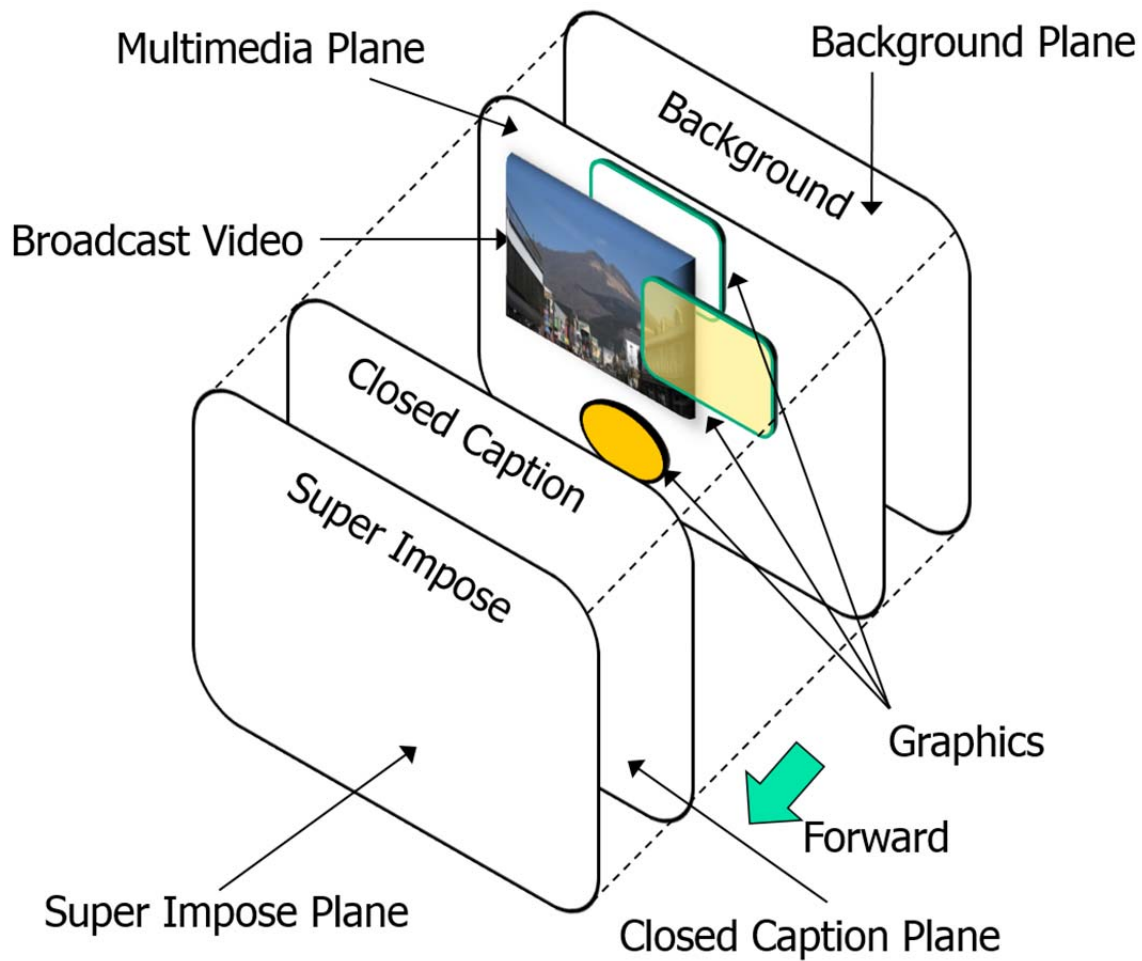 Multimedia Plane
Background Plane
Background
Broadcast Video
Closed Caption
Super Impose
Graphics
Forward
Super Impose Plane
Closed Caption Plane